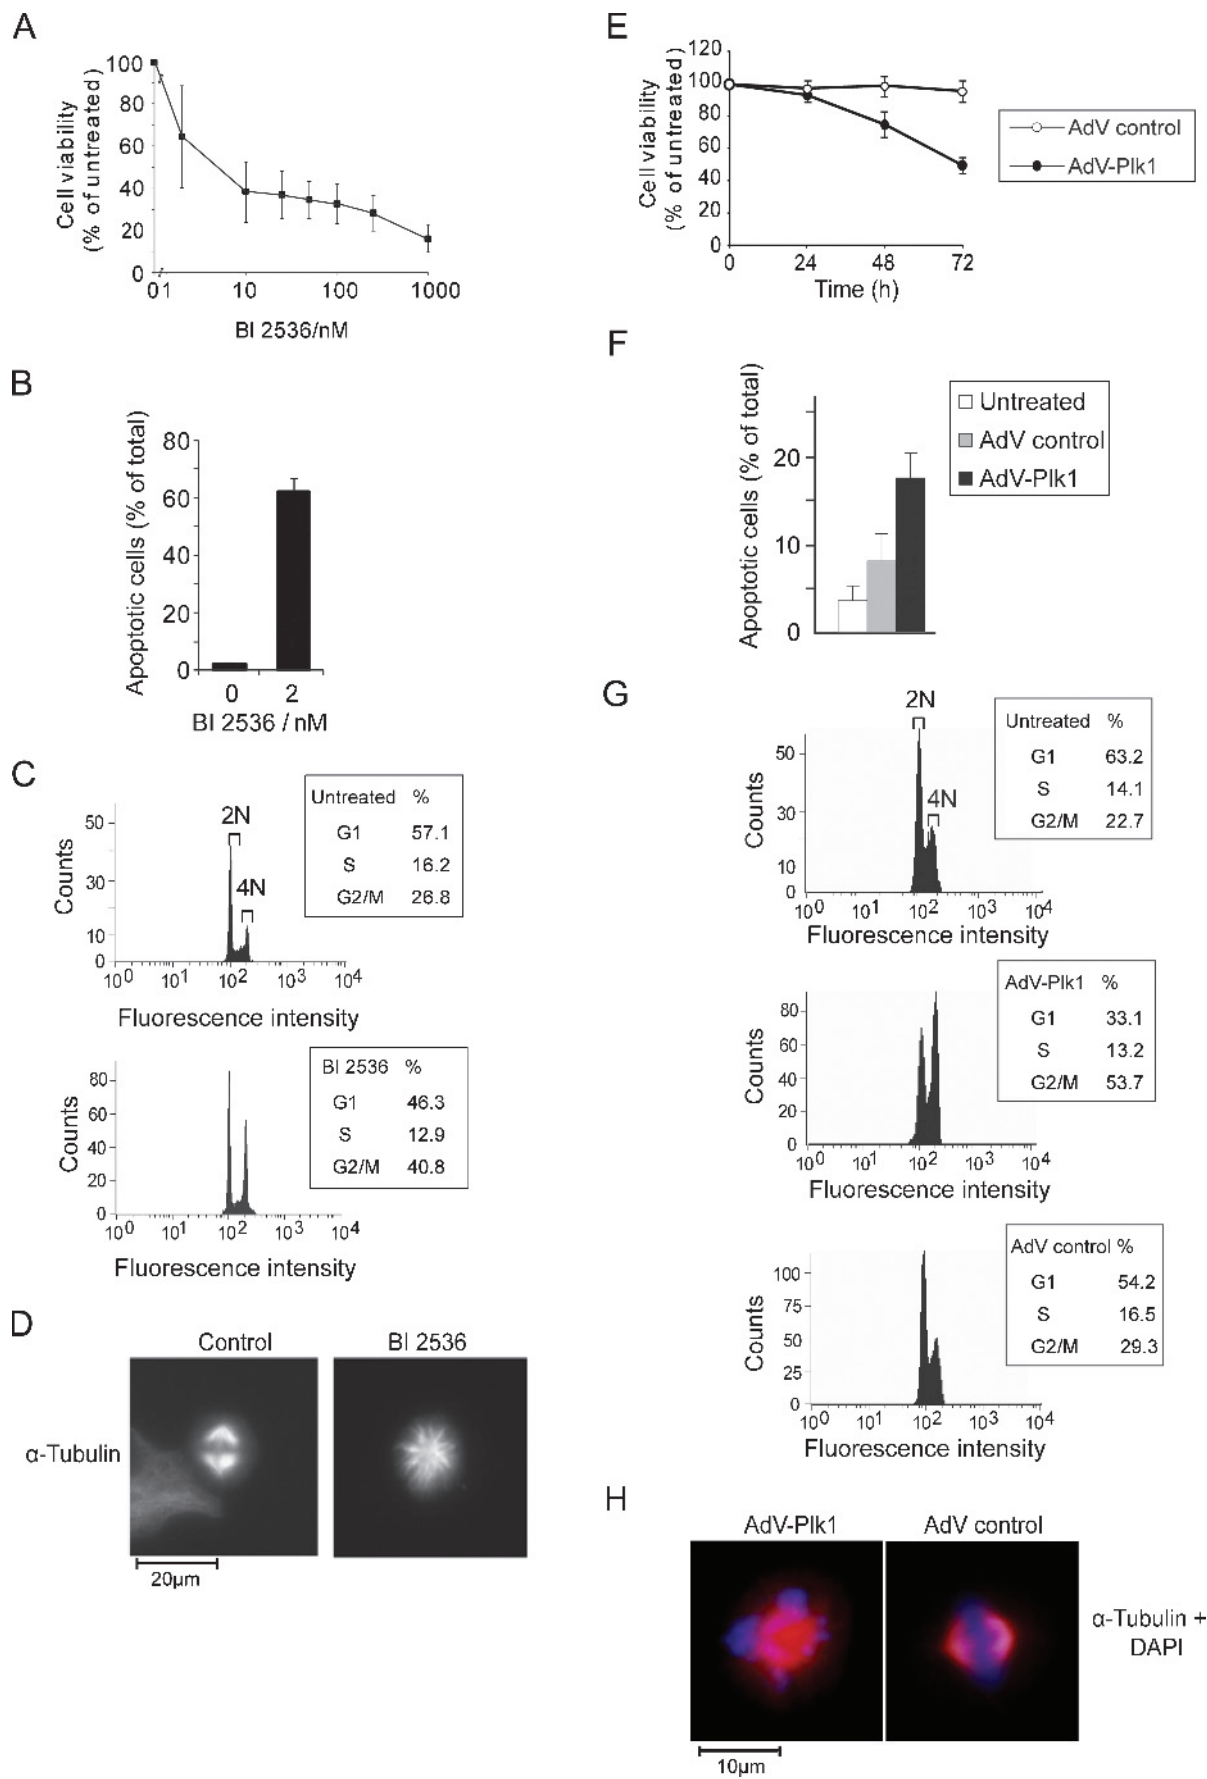 A
Cell viability
(% of untreated)
100
80
60
40
20
0
01 10 100 1000
BI 2536/nM
B
Apoptotic cells (% of total)
80
60
40
20
0
0 2
BI 2536 / nM
C
Counts
50
30
10
0
2N
4N
10^0 10^1 10^2 10^3 10^4
Fluorescence intensity
Untreated %
G1 57.1
S 16.2
G2/M 26.8
Counts
80
60
40
20
0
10^0 10^1 10^2 10^3 10^4
Fluorescence intensity
BI 2536 %
G1 46.3
S 12.9
G2/M 40.8
D
Control BI 2536
α-Tubulin
20µm
E
Cell viability
(% of untreated)
120
100
80
60
40
20
0
0 24 48 72
Time (h)
AdV control
AdV-Plk1
F
Apoptotic cells (% of total)
20
10
0
Untreated
AdV control
AdV-Plk1
G
Counts
50
30
10
0
2N
4N
10^0 10^1 10^2 10^3 10^4
Fluorescence intensity
Untreated %
G1 63.2
S 14.1
G2/M 22.7
Counts
80
60
40
20
0
10^0 10^1 10^2 10^3 10^4
Fluorescence intensity
AdV-Plk1 %
G1 33.1
S 13.2
G2/M 53.7
Counts
100
75
50
25
0
10^0 10^1 10^2 10^3 10^4
Fluorescence intensity
AdV control %
G1 54.2
S 16.5
G2/M 29.3
H
AdV-Plk1 AdV control
α-Tubulin +
DAPI
10µm